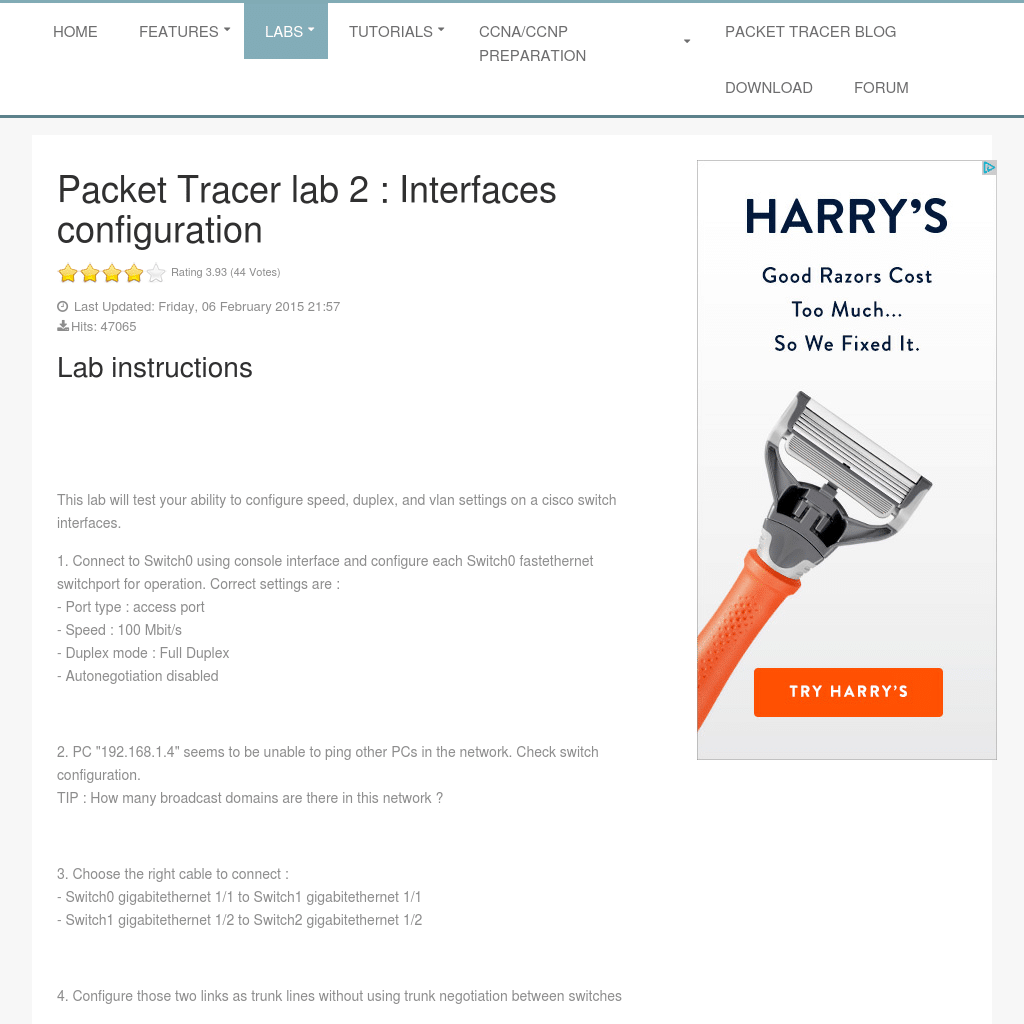 HOME
FEATURES
LABS
TUTORIALS
CCNA/CCNP
PREPARATION
PACKET TRACER BLOG
DOWNLOAD
FORUM
Packet Tracer lab 2 : Interfaces
configuration
Rating 3.93 (44 Votes)
Last Updated: Friday, 06 February 2015 21:57
Hits: 47065
Lab instructions
This lab will test your ability to configure speed, duplex, and vlan settings on a cisco switch
interfaces.
1. Connect to Switch0 using console interface and configure each Switch0 fastethernet
switchport for operation. Correct settings are :
- Port type : access port
- Speed : 100 Mbit/s
- Duplex mode : Full Duplex
- Autonegotiation disabled
2. PC "192.168.1.4" seems to be unable to ping other PCs in the network. Check switch
configuration.
TIP : How many broadcast domains are there in this network ?
3. Choose the right cable to connect :
- Switch0 gigabitethernet 1/1 to Switch1 gigabitethernet 1/1
- Switch1 gigabitethernet 1/2 to Switch2 gigabitethernet 1/2
4. Configure those two links as trunk lines without using trunk negotiation between switches
HARRY'S
Good Razors Cost
Too Much...
So We Fixed It.
TRY HARRY'S